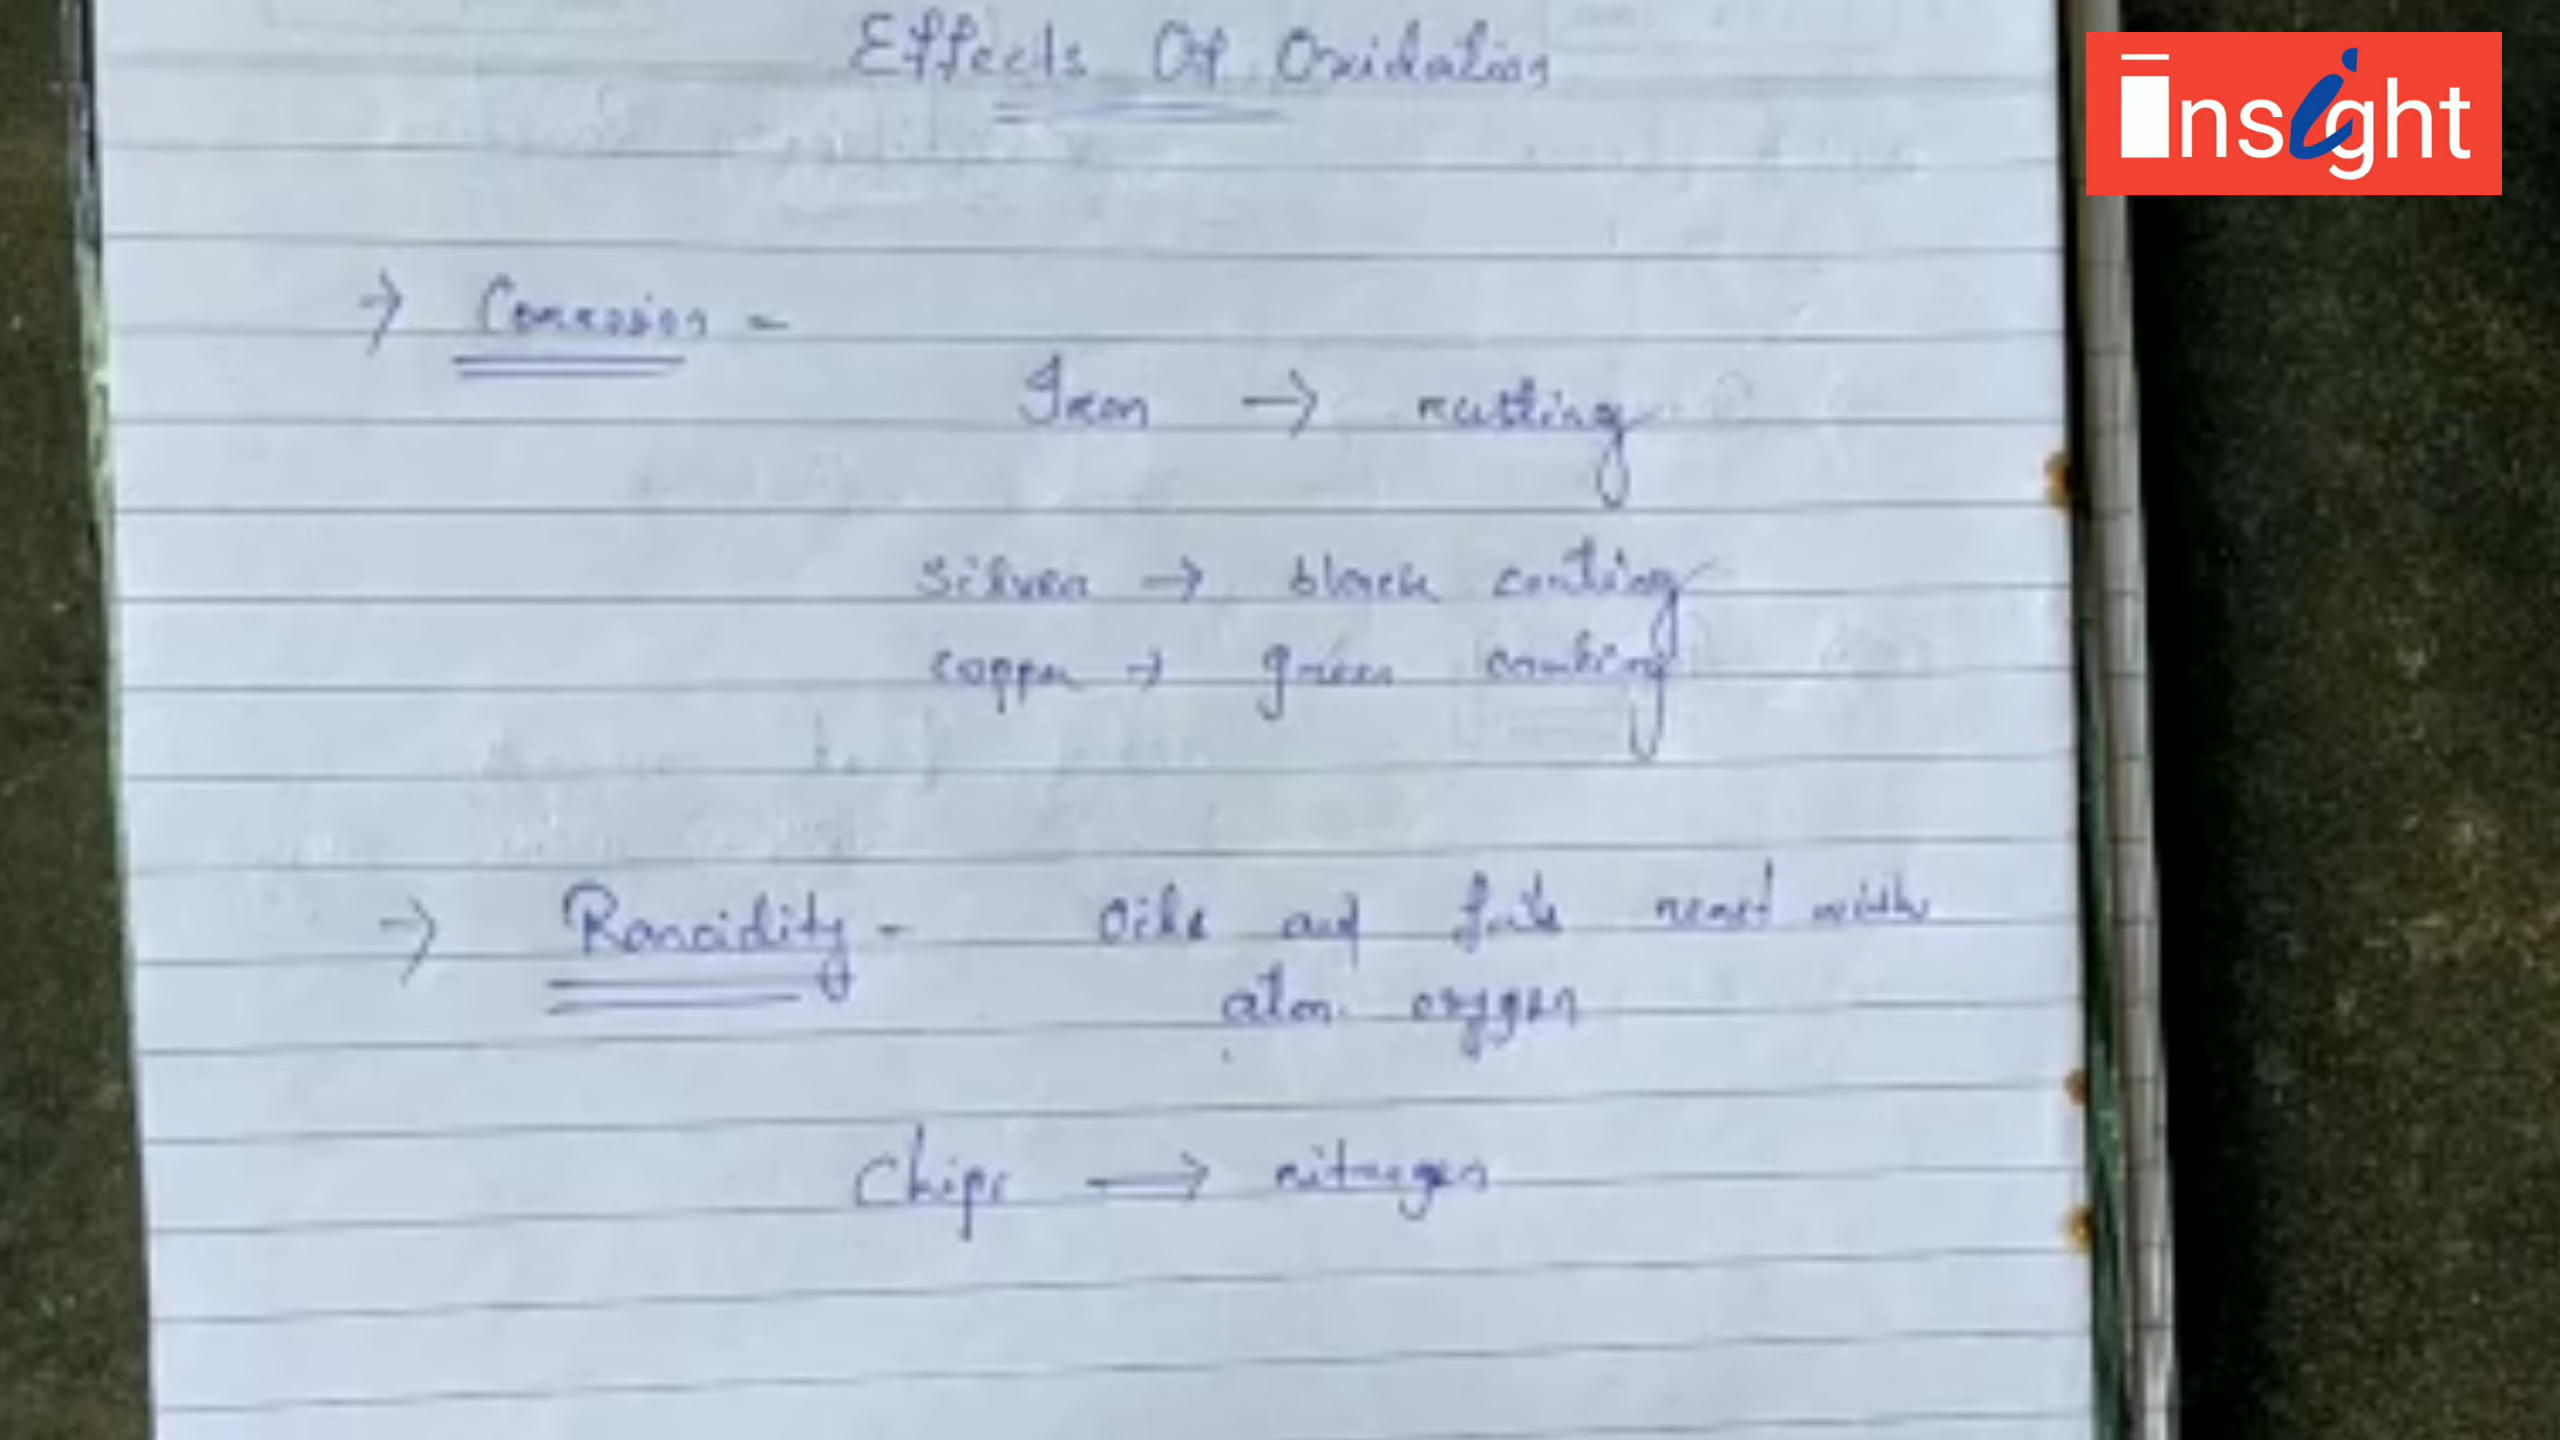 Effects Of Oxidation
Insight
→ Corrosion -
Iron → rusting
silver → black coating
copper → green coating
→ Rancidity - Oils and fats react with
atm. oxygen
Chips → nitrogen